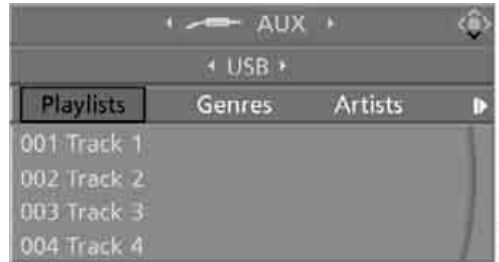 AUX
USB
Playlists Genres Artists
001 Track 1
002 Track 2
003 Track 3
004 Track 4